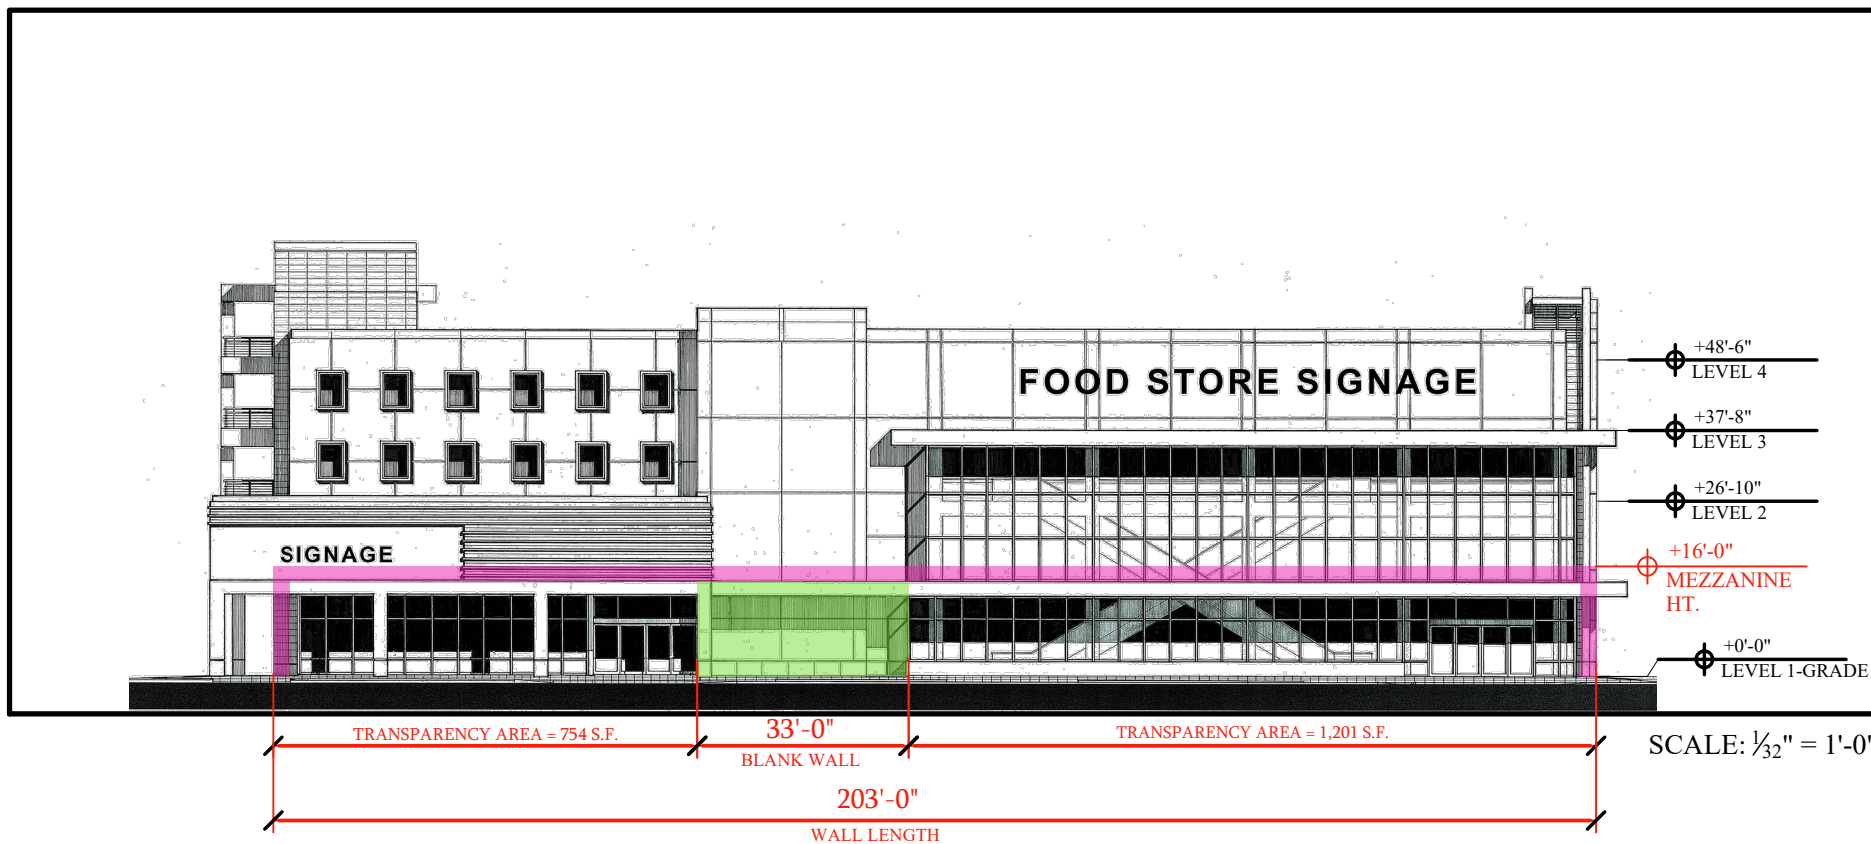 FOOD STORE SIGNAGE
SIGNAGE
+48'-6"
LEVEL 4
+37'-8"
LEVEL 3
+26'-10"
LEVEL 2
+16'-0"
MEZZANINE
HT.
+0'-0"
LEVEL 1-GRADE
TRANSPARENCY AREA = 754 S.F.
33'-0"
BLANK WALL
TRANSPARENCY AREA = 1,201 S.F.
SCALE: 1/32" = 1'-0"
203'-0"
WALL LENGTH